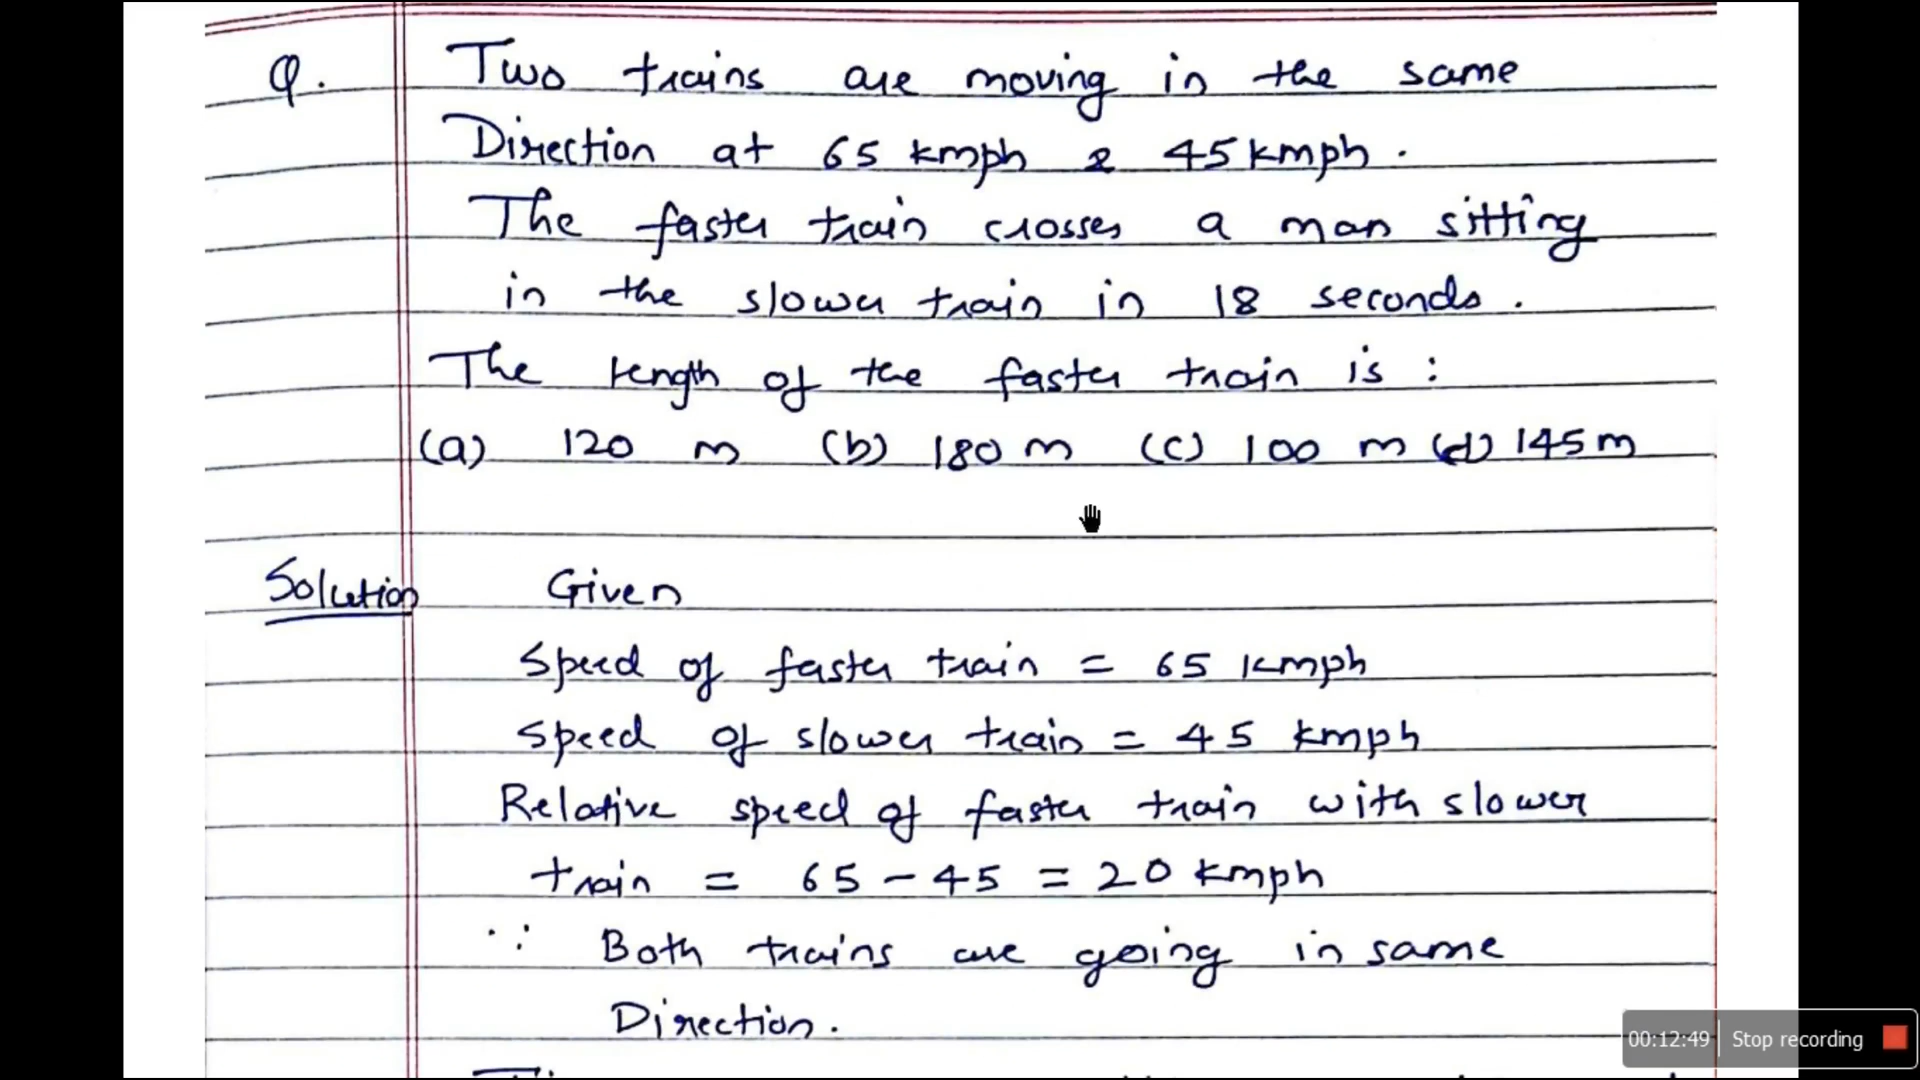 Q. Two trains are moving in the same
Direction at 65 kmph & 45 kmph.
The faster train crosses a man sitting
in the slower train in 18 seconds.
The length of the faster train is :
(a) 120 m (b) 180 m (c) 100 m (d) 145 m
Solution Given
Speed of faster train = 65 kmph
Speed of slower train = 45 kmph
Relative speed of faster train with slower
train = 65 - 45 = 20 kmph
∵ Both trains are going in same
Direction.
00:12:49 Stop recording